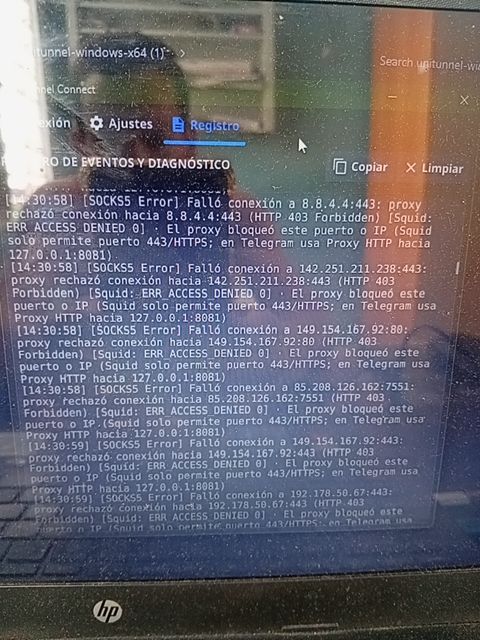 tunnel-windows-x64 (1)
Search
nnel Connect
Ajustes
Registro
RO DE EVENTOS Y DIAGNÓSTICO
Copiar
Limpiar
[14:30:58] [SOCKS5 Error] Falló conexión a 8.8.4.4:443: proxy
rechazó conexión hacia 8.8.4.4:443 (HTTP 403 Forbidden) [Squid:
ERR_ACCESS_DENIED 0] · El proxy bloqueó este puerto o IP (Squid
solo permite puerto 443/HTTPS; en Telegram usa Proxy HTTP hacia
127.0.0.1:8081)
[14:30:58] [SOCKS5 Error] Falló conexión a 142.251.211.238:443:
proxy rechazó conexión hacia 142.251.211.238:443 (HTTP 403
Forbidden) [Squid: ERR_ACCESS_DENIED 0] · El proxy bloqueó este
puerto o IP (Squid solo permite puerto 443/HTTPS; en Telegram usa
Proxy HTTP hacia 127.0.0.1:8081)
[14:30:58] [SOCKS5 Error] Falló conexión a 149.154.167.92:80:
proxy rechazó conexión hacia 149.154.167.92:80 (HTTP 403
Forbidden) [Squid: ERR_ACCESS_DENIED 0] · El proxy bloqueó este
puerto o IP (Squid solo permite puerto 443/HTTPS; en Telegram usa
Proxy HTTP hacia 127.0.0.1:8081)
[14:30:58] [SOCKS5 Error] Falló conexión a 85.208.126.162:7551:
proxy rechazó conexión hacia 85.208.126.162:7551 (HTTP 403
Forbidden) [Squid: ERR_ACCESS_DENIED 0] · El proxy bloqueó este
puerto o IP (Squid solo permite puerto 443/HTTPS; en Telegram usa
Proxy HTTP hacia 127.0.0.1:8081)
[14:30:59] [SOCKS5 Error] Falló conexión a 149.154.167.92:443:
proxy rechazó conexión hacia 149.154.167.92:443 (HTTP 403
Forbidden) [Squid: ERR_ACCESS_DENIED 0] · El proxy bloqueó este
puerto o IP (Squid solo permite puerto 443/HTTPS; en Telegram usa
Proxy HTTP hacia 127.0.0.1:8081)
[14:30:59] [SOCKS5 Error] Falló conexión a 192.178.50.67:443:
proxy rechazó conexión hacia 192.178.50.67:443 (HTTP 403
Forbidden) [Squid: ERR_ACCESS_DENIED 0] · El proxy bloqueó este
puerto o IP (Squid solo permite puerto 443/HTTPS; en Telegram usa
hp